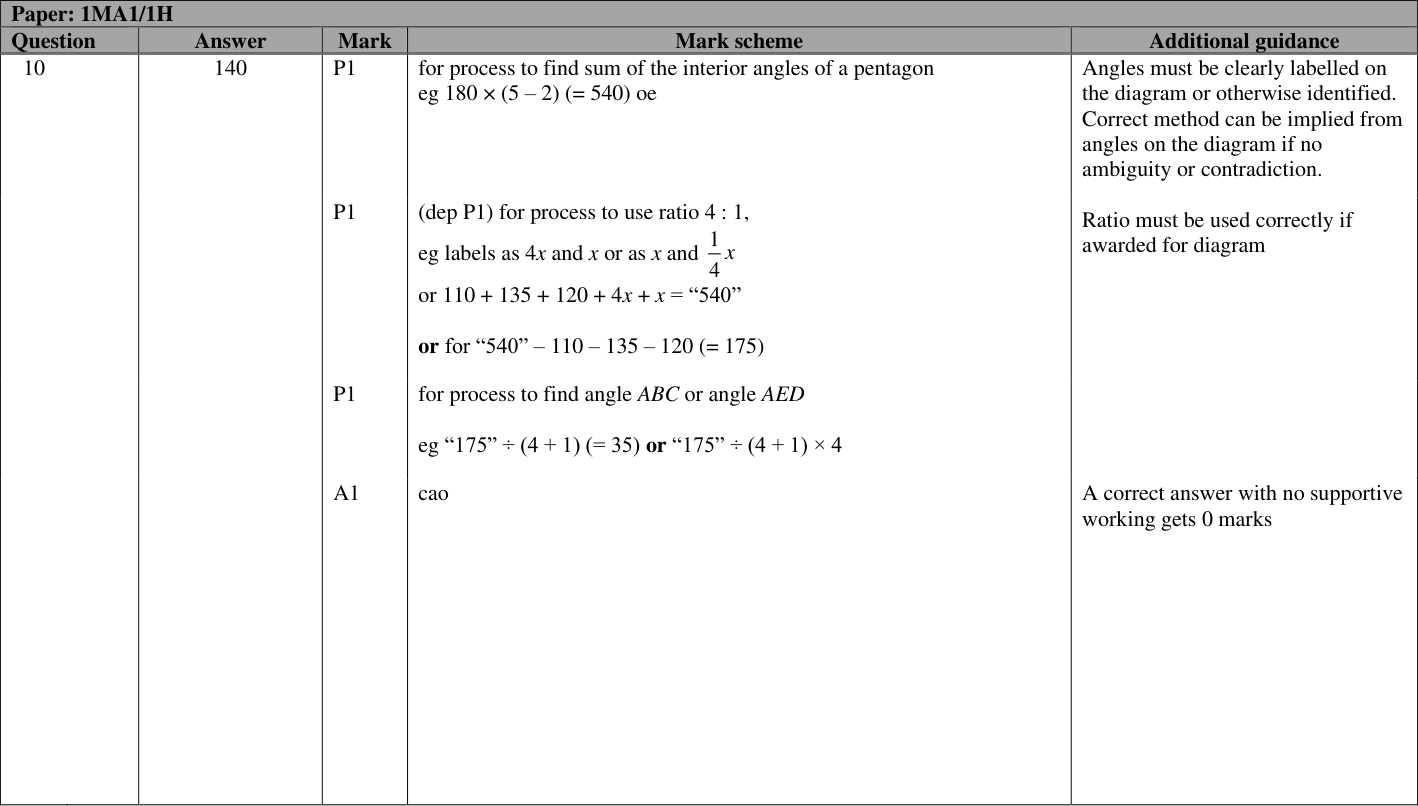 Paper: 1MA1/1H
Question Answer Mark Mark scheme Additional guidance
10 140 P1 for process to find sum of the interior angles of a pentagon Angles must be clearly labelled on
eg 180 × (5 – 2) (= 540) oe the diagram or otherwise identified.
Correct method can be implied from
angles on the diagram if no
ambiguity or contradiction.
P1 (dep P1) for process to use ratio 4 : 1, Ratio must be used correctly if
eg labels as 4x and x or as x and 1/4 x awarded for diagram
or 110 + 135 + 120 + 4x + x = “540”
or for “540” – 110 – 135 – 120 (= 175)
P1 for process to find angle ABC or angle AED
eg “175” ÷ (4 + 1) (= 35) or “175” ÷ (4 + 1) × 4
A1 cao A correct answer with no supportive
working gets 0 marks